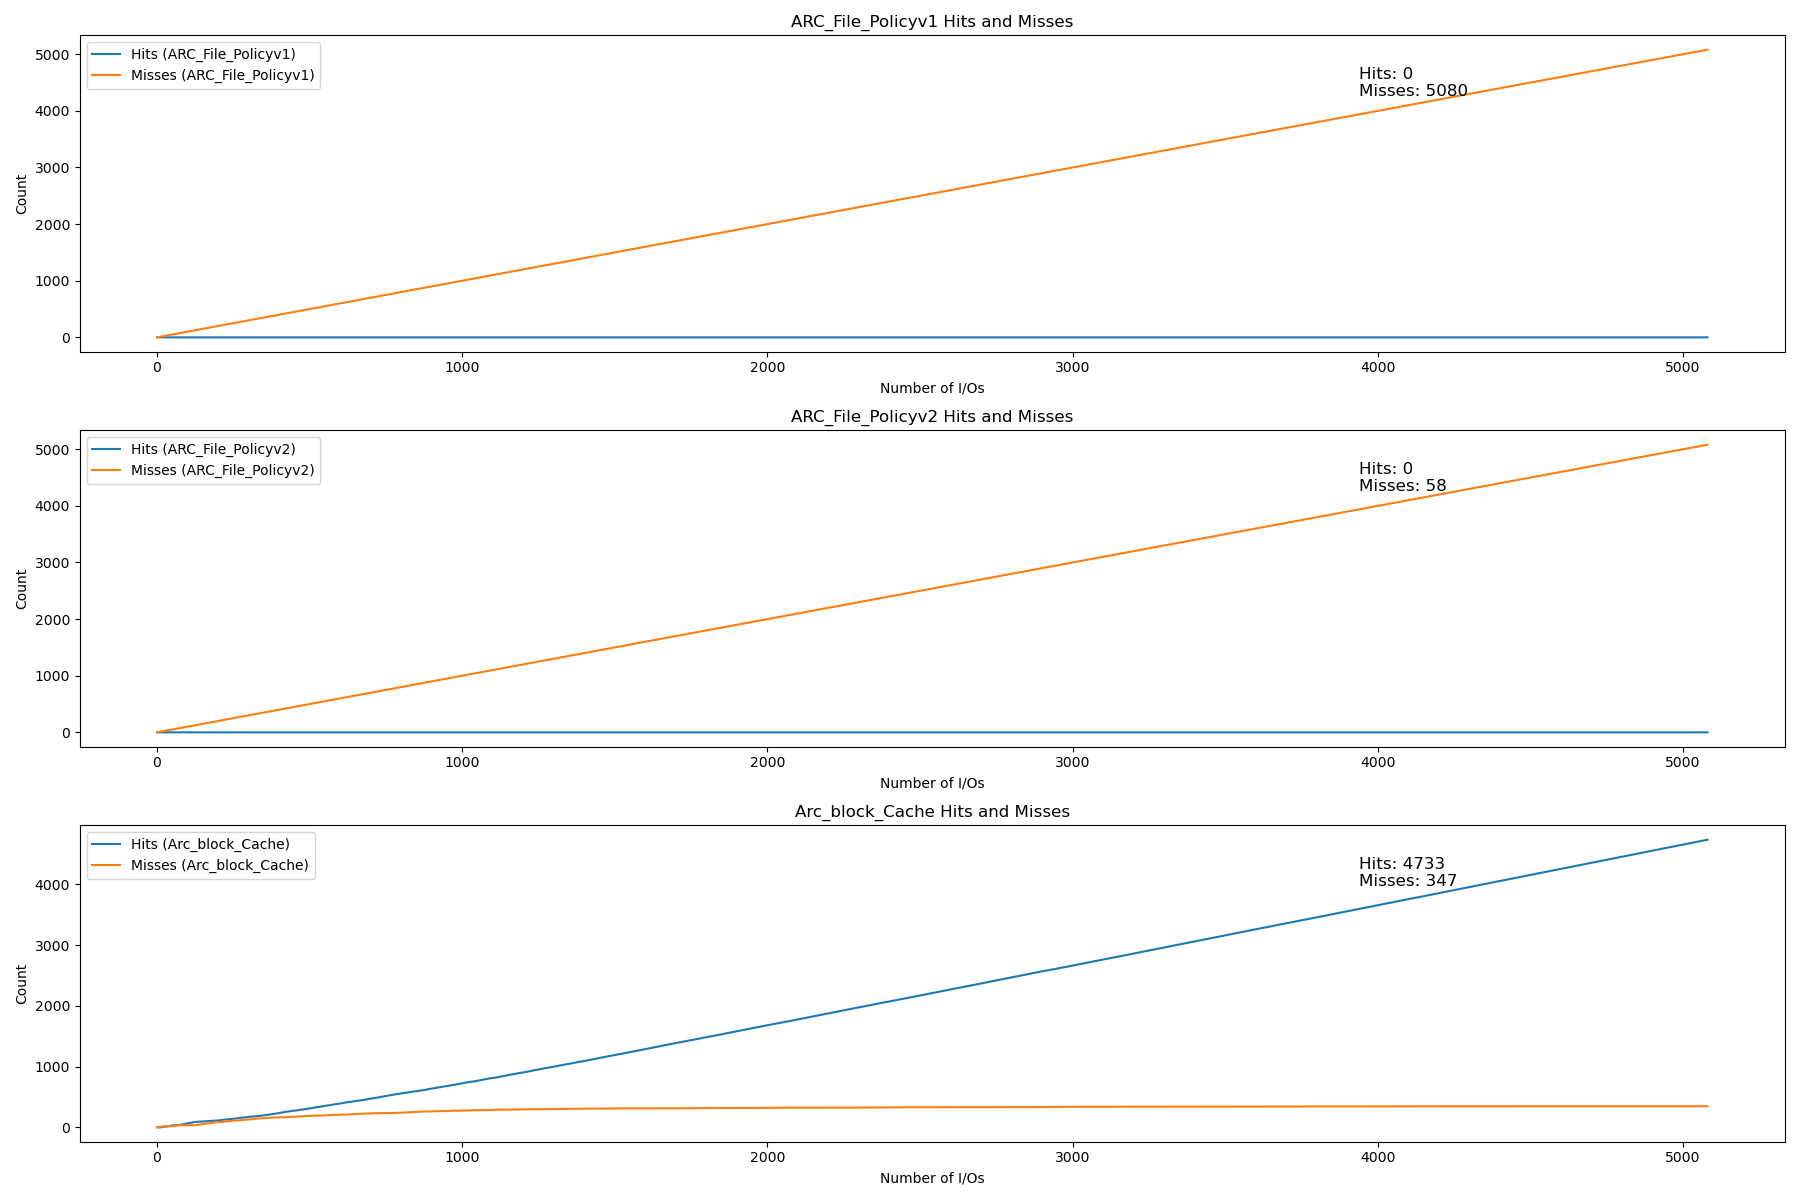 ARC_File_Policyv1 Hits and Misses
Hits (ARC_File_Policyv1)
Misses (ARC_File_Policyv1)
Hits: 0
Misses: 5080
5000
4000
3000
2000
1000
0
Count
0 1000 2000 3000 4000 5000
Number of I/Os
ARC_File_Policyv2 Hits and Misses
Hits (ARC_File_Policyv2)
Misses (ARC_File_Policyv2)
Hits: 0
Misses: 58
5000
4000
3000
2000
1000
0
Count
0 1000 2000 3000 4000 5000
Number of I/Os
Arc_block_Cache Hits and Misses
Hits (Arc_block_Cache)
Misses (Arc_block_Cache)
Hits: 4733
Misses: 347
4000
3000
2000
1000
0
Count
0 1000 2000 3000 4000 5000
Number of I/Os